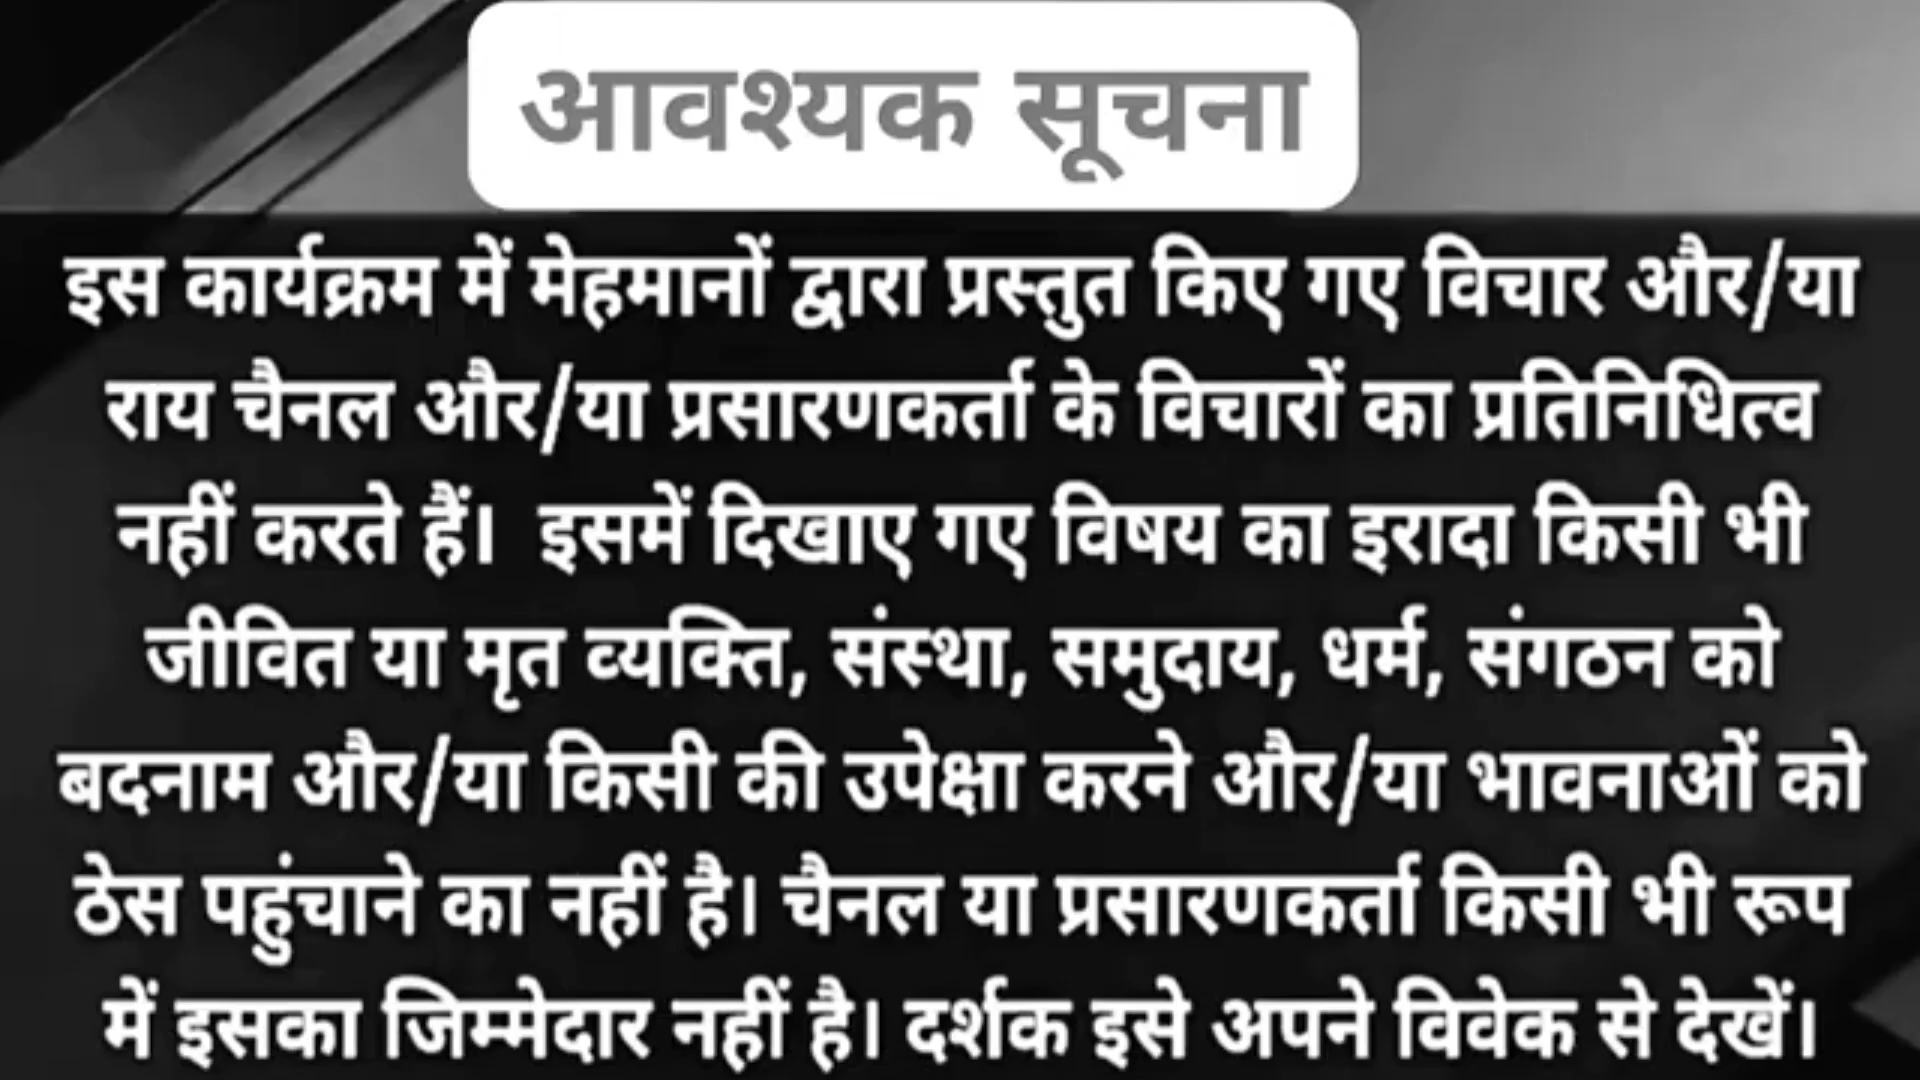 आवश्यक सूचना
इस कार्यक्रम में मेहमानों द्वारा प्रस्तुत किए गए विचार और/या
राय चैनल और/या प्रसारणकर्ता के विचारों का प्रतिनिधित्व
नहीं करते हैं। इसमें दिखाए गए विषय का इरादा किसी भी
जीवित या मृत व्यक्ति, संस्था, समुदाय, धर्म, संगठन को
बदनाम और/या किसी की उपेक्षा करने और/या भावनाओं को
ठेस पहुंचाने का नहीं है। चैनल या प्रसारणकर्ता किसी भी रूप
में इसका जिम्मेदार नहीं है। दर्शक इसे अपने विवेक से देखें।